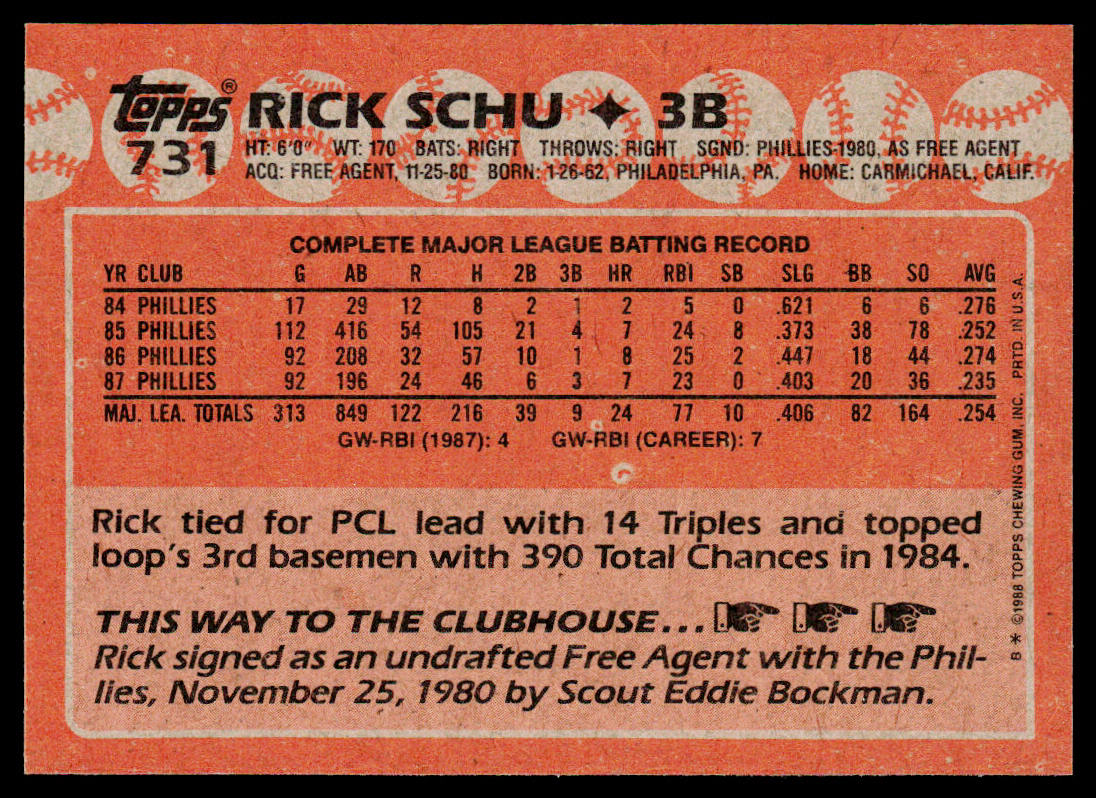 topps® RICK SCHU ✦ 3B
731 HT: 6'0" WT: 170 BATS: RIGHT THROWS: RIGHT SGND: PHILLIES-1980, AS FREE AGENT
ACQ: FREE AGENT, 11-25-80 BORN: 1-26-62, PHILADELPHIA, PA. HOME: CARMICHAEL, CALIF.
COMPLETE MAJOR LEAGUE BATTING RECORD
YR CLUB G AB R H 2B 3B HR RBI SB SLG BB SO AVG
84 PHILLIES 17 29 12 8 2 1 2 5 0 .621 6 6 .276
85 PHILLIES 112 416 54 105 21 4 7 24 8 .373 38 78 .252
86 PHILLIES 92 208 32 57 10 1 8 25 2 .447 18 44 .274
87 PHILLIES 92 196 24 46 6 3 7 23 0 .403 20 36 .235
MAJ. LEA. TOTALS 313 849 122 216 39 9 24 77 10 .406 82 164 .254
GW-RBI (1987): 4 GW-RBI (CAREER): 7
Rick tied for PCL lead with 14 Triples and topped
loop's 3rd basemen with 390 Total Chances in 1984.
THIS WAY TO THE CLUBHOUSE...
Rick signed as an undrafted Free Agent with the Phil-
lies, November 25, 1980 by Scout Eddie Bockman.
B * ©1988 TOPPS CHEWING GUM, INC. PRTD. IN U.S.A.